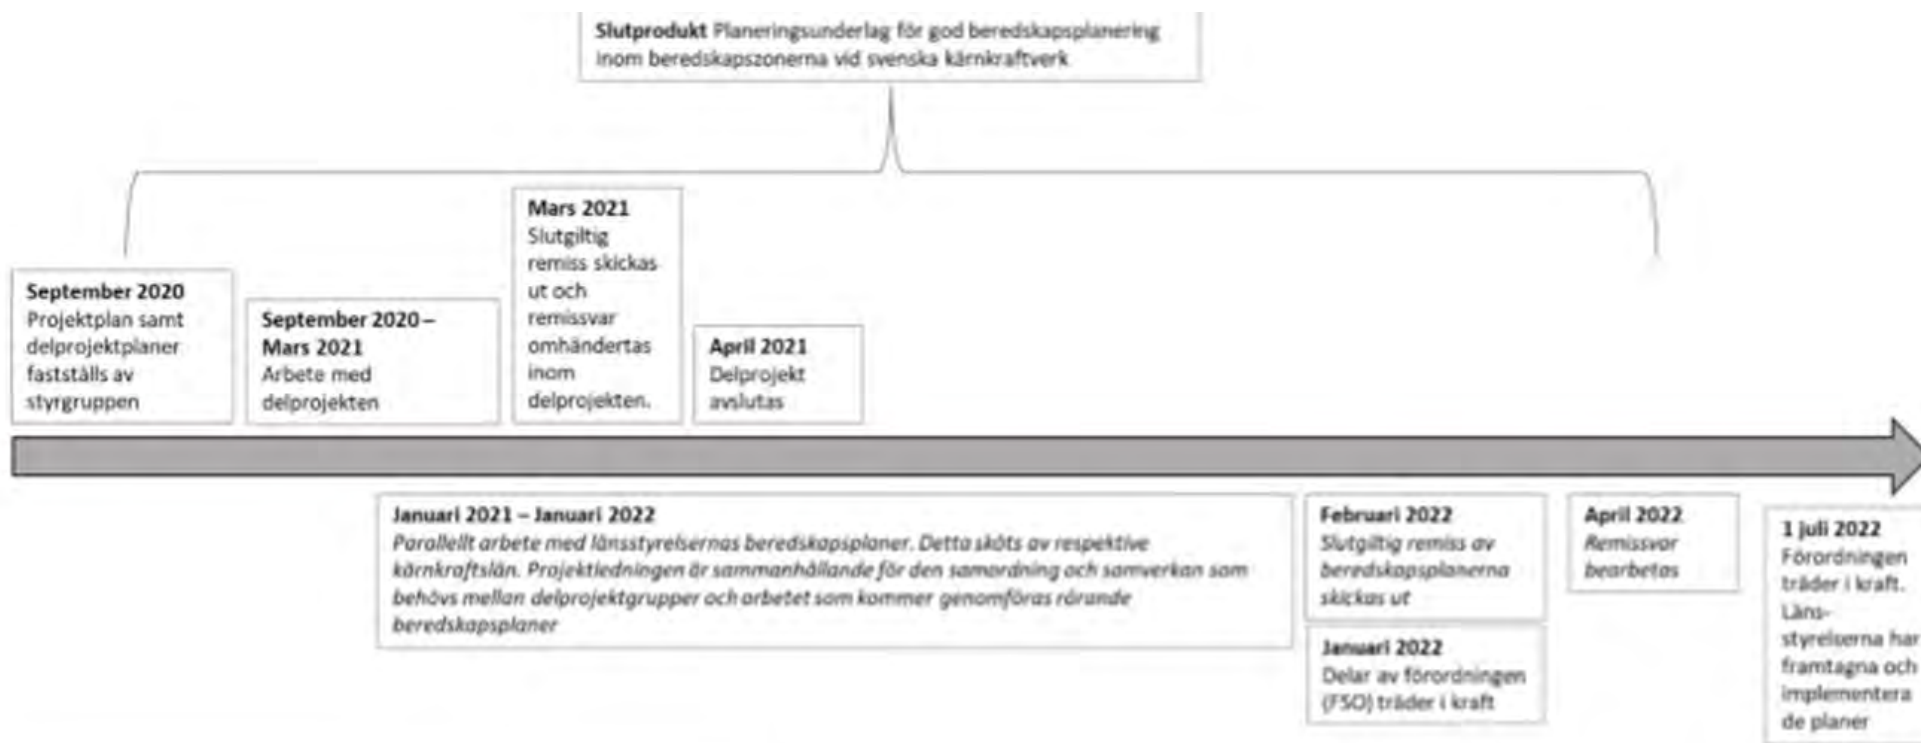 Slutprodukt Planeringsunderlag för god beredskapsplanering
inom beredskapszonerna vid svenska kärnkraftverk
September 2020
Projektplan samt
delprojektplaner
fastställs av
styrgruppen
September 2020 –
Mars 2021
Arbete med
delprojekten
Mars 2021
Slutgiltig
remiss skickas
ut och
remissvar
omhändertas
inom
delprojekten.
April 2021
Delprojekt
avslutas
Januari 2021 – Januari 2022
Parallellt arbete med länsstyrelsernas beredskapsplaner. Detta sköts av respektive
kärnkraftslän. Projektledningen är sammanhållande för den samordning och samverkan som
behövs mellan delprojektgrupper och arbetet som kommer genomföras rörande
beredskapsplaner
Februari 2022
Slutgiltig remiss av
beredskapsplanerna
skickas ut
Januari 2022
Delar av förordningen
(FSO) träder i kraft
April 2022
Remissvar
bearbetas
1 juli 2022
Förordningen
träder i kraft.
Läns-
styrelserna har
framtagna och
implementera
de planer